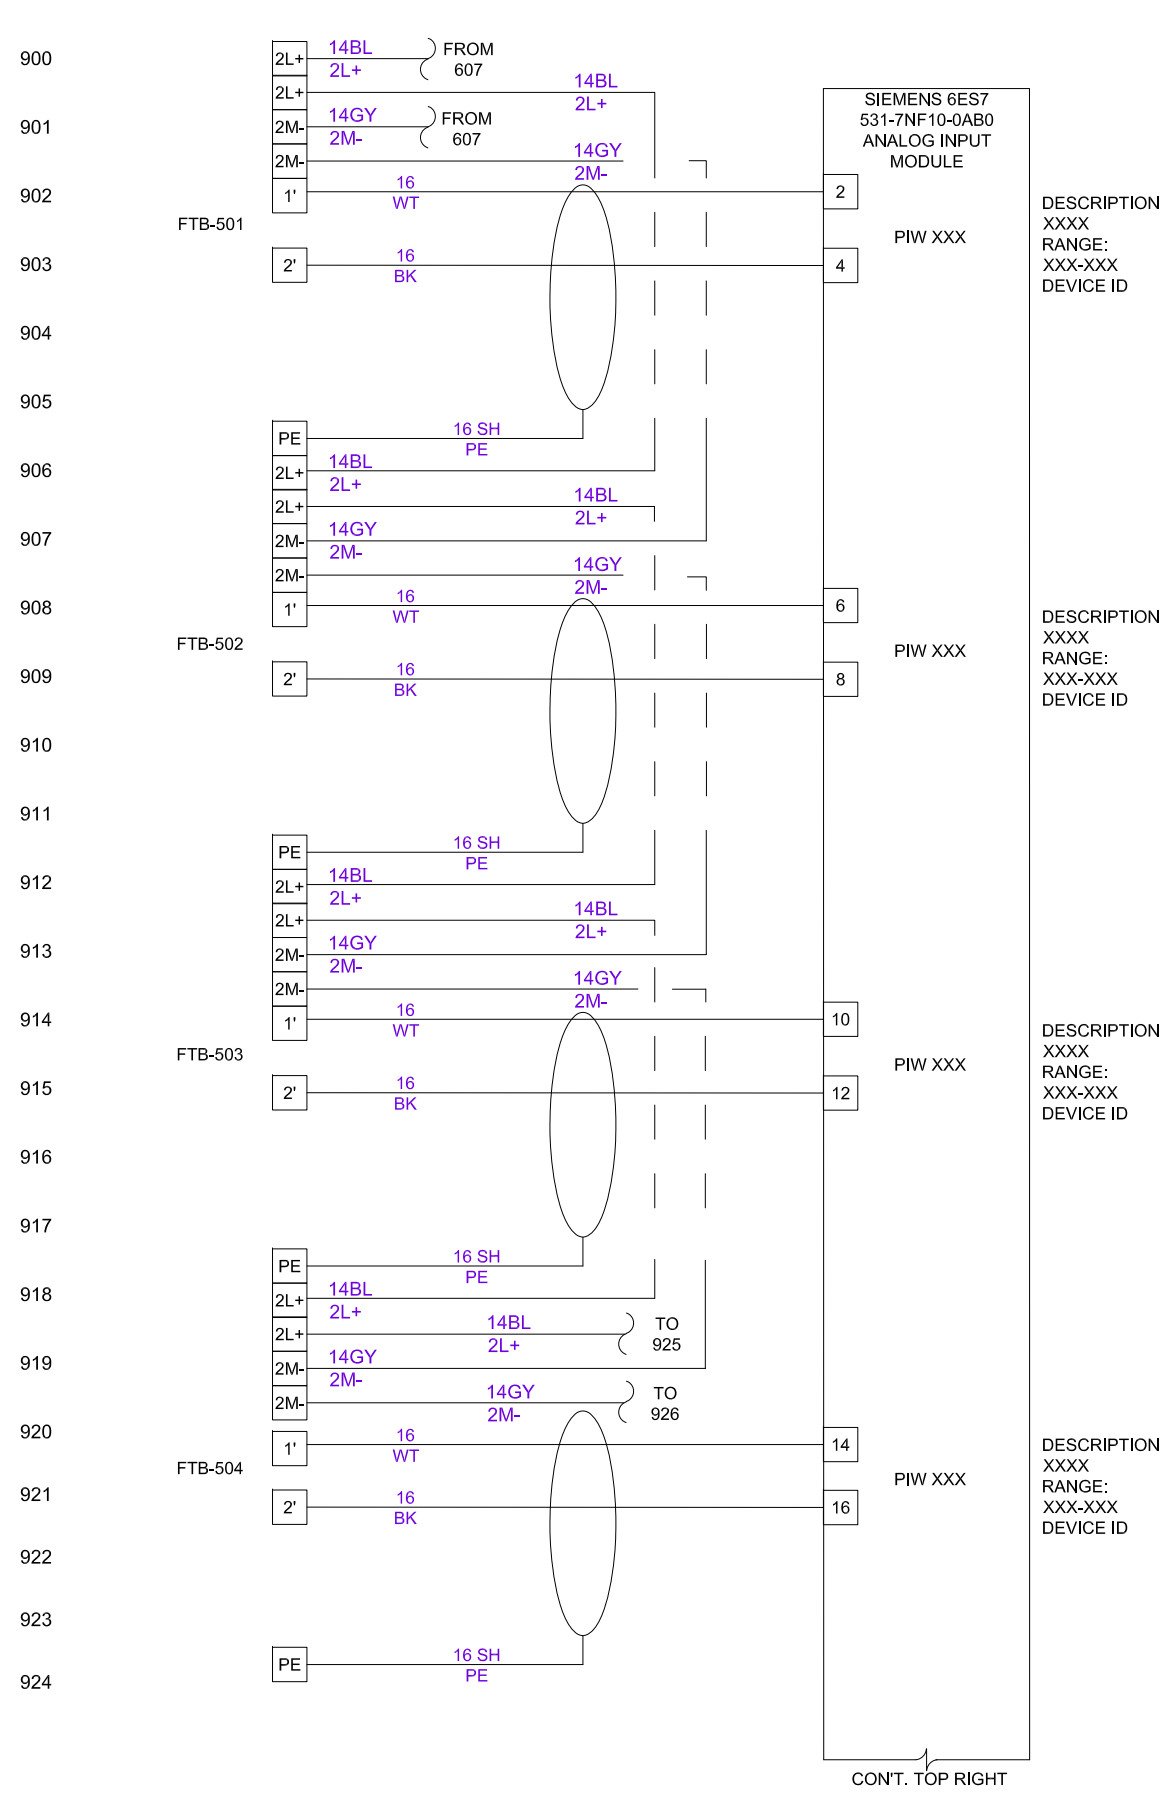 900
2L+
14BL
2L+
FROM
607
2L+
14BL
2L+
SIEMENS 6ES7
531-7NF10-0AB0
ANALOG INPUT
MODULE
901
2M-
14GY
2M-
FROM
607
2M-
14GY
2M-
902
1'
16
WT
2
FTB-501
PIW XXX
DESCRIPTION
XXXX
RANGE:
XXX-XXX
DEVICE ID
903
2'
16
BK
4
904
905
PE
16 SH
PE
906
2L+
14BL
2L+
2L+
14BL
2L+
907
2M-
14GY
2M-
2M-
14GY
2M-
908
1'
16
WT
6
FTB-502
PIW XXX
DESCRIPTION
XXXX
RANGE:
XXX-XXX
DEVICE ID
909
2'
16
BK
8
910
911
PE
16 SH
PE
912
2L+
14BL
2L+
2L+
14BL
2L+
913
2M-
14GY
2M-
2M-
14GY
2M-
914
1'
16
WT
10
FTB-503
PIW XXX
DESCRIPTION
XXXX
RANGE:
XXX-XXX
DEVICE ID
915
2'
16
BK
12
916
917
PE
16 SH
PE
918
2L+
14BL
2L+
2L+
14BL
2L+
TO
925
919
2M-
14GY
2M-
2M-
14GY
2M-
TO
926
920
1'
16
WT
14
FTB-504
PIW XXX
DESCRIPTION
XXXX
RANGE:
XXX-XXX
DEVICE ID
921
2'
16
BK
16
922
923
PE
16 SH
PE
924
CON'T. TOP RIGHT